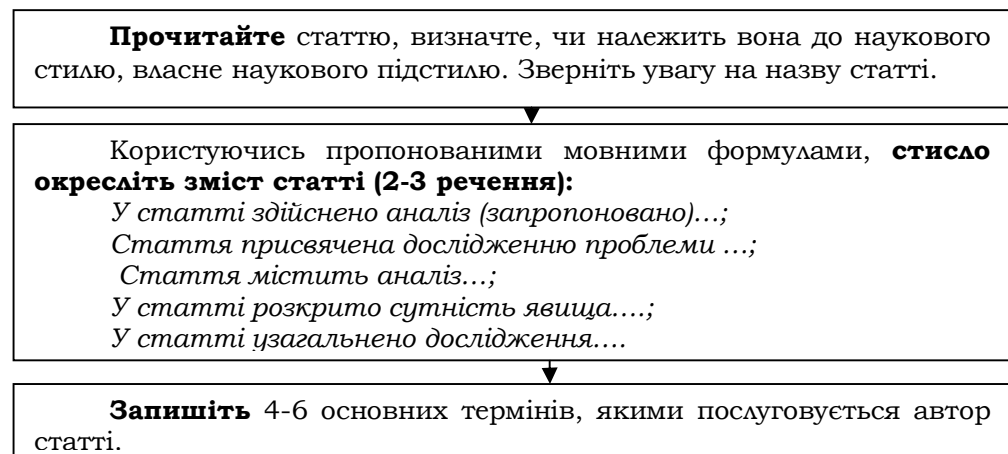 Прочитайте статтю, визначте, чи належить вона до наукового
стилю, власне наукового підстилю. Зверніть увагу на назву статті.
Користуючись пропонованими мовними формулами, стисло
окресліть зміст статті (2-3 речення):
У статті здійснено аналіз (запропоновано)…;
Стаття присвячена дослідженню проблеми …;
Стаття містить аналіз…;
У статті розкрито сутність явища….;
У статті узагальнено дослідження….
Запишіть 4-6 основних термінів, якими послуговується автор
статті.